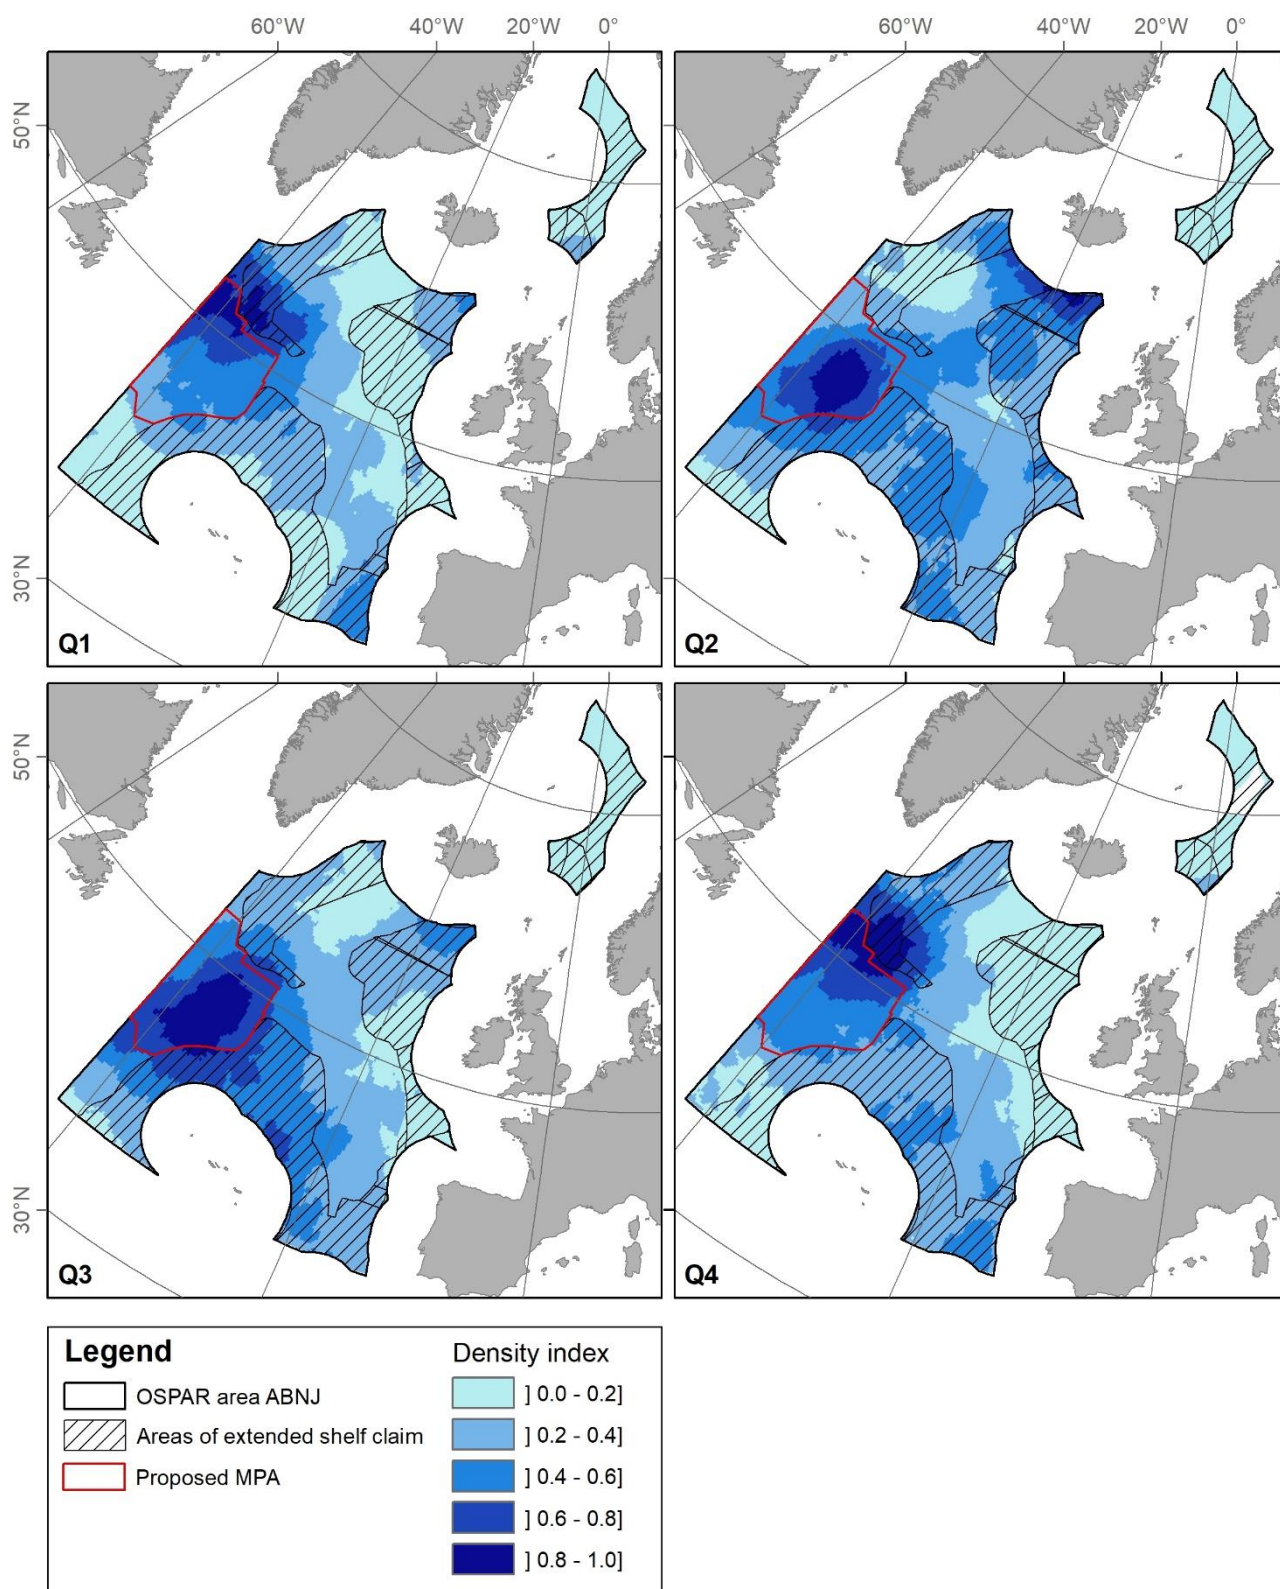 60°W 40°W 20°W 0° 60°W 40°W 20°W 0°
50°N
30°N
Q1 Q2
50°N
30°N
Q3 Q4
Legend
OSPAR area ABNJ
Areas of extended shelf claim
Proposed MPA
Density index
] 0.0 - 0.2]
] 0.2 - 0.4]
] 0.4 - 0.6]
] 0.6 - 0.8]
] 0.8 - 1.0]